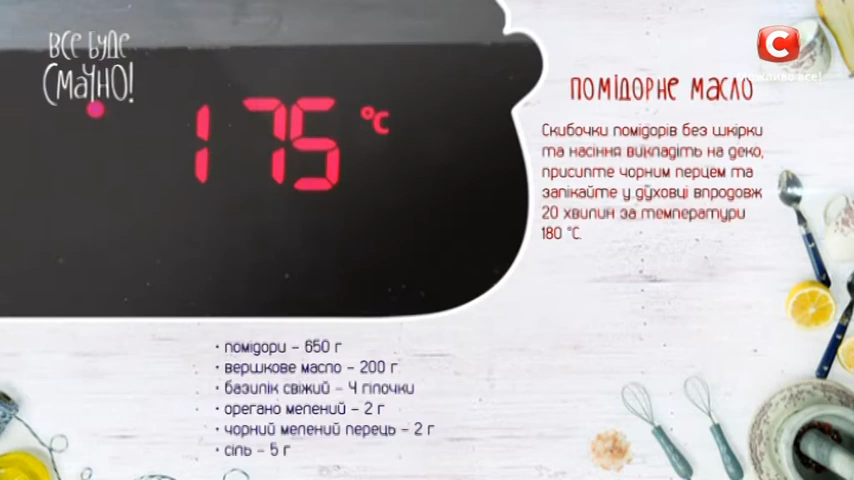 ВСЕ БУДЕ
СМАЧНО!
175 °C
С
важливо все!
ПОМІДОРНЕ МАСЛО
Скибочки помідорів без шкірки
та насіння викладіть на деко,
присипте чорним перцем та
запікайте у духовці впродовж
20 хвилин за температури
180 °С.
• помідори – 650 г
• вершкове масло – 200 г
• базилік свіжий – 4 гілочки
• орегано мелений – 2 г
• чорний мелений перець – 2 г
• сіль – 5 г